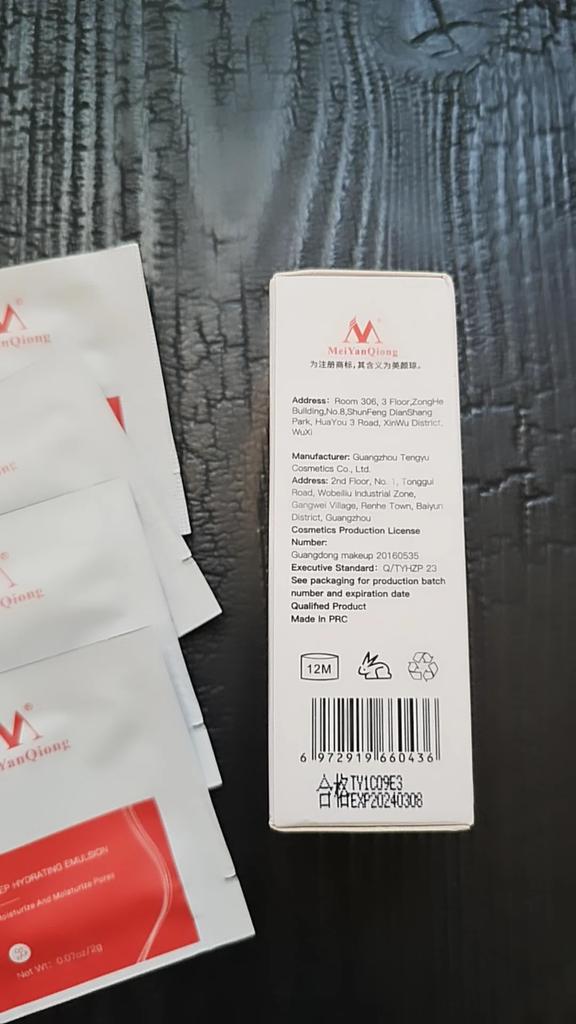 MeiYanQiong
为注册商标,其含义为美颜琼。
Address: Room 306, 3 Floor,ZongHe
Building,No.8,ShunFeng DianShang
Park, HuaYou 3 Road, XinWu District,
WuXi
Manufacturer: Guangzhou Tengyu
Cosmetics Co., Ltd.
Address: 2nd Floor, No. 1, Tonggui
Road, Wobeiliu Industrial Zone,
Gangwei Village, Renhe Town, Baiyun
District, Guangzhou
Cosmetics Production License
Number:
Guangdong makeup 20160535
Executive Standard: Q/TYHZP 23
See packaging for production batch
number and expiration date
Qualified Product
Made In PRC
12M
6 972919 660436
合格 TY1C09E3
EXP20240308
®
nQiong
Qiong
®
YanQiong
EP HYDRATING EMULSION
Moisturize And Moisturize Pores
Net Wt: 0.07oz/2g